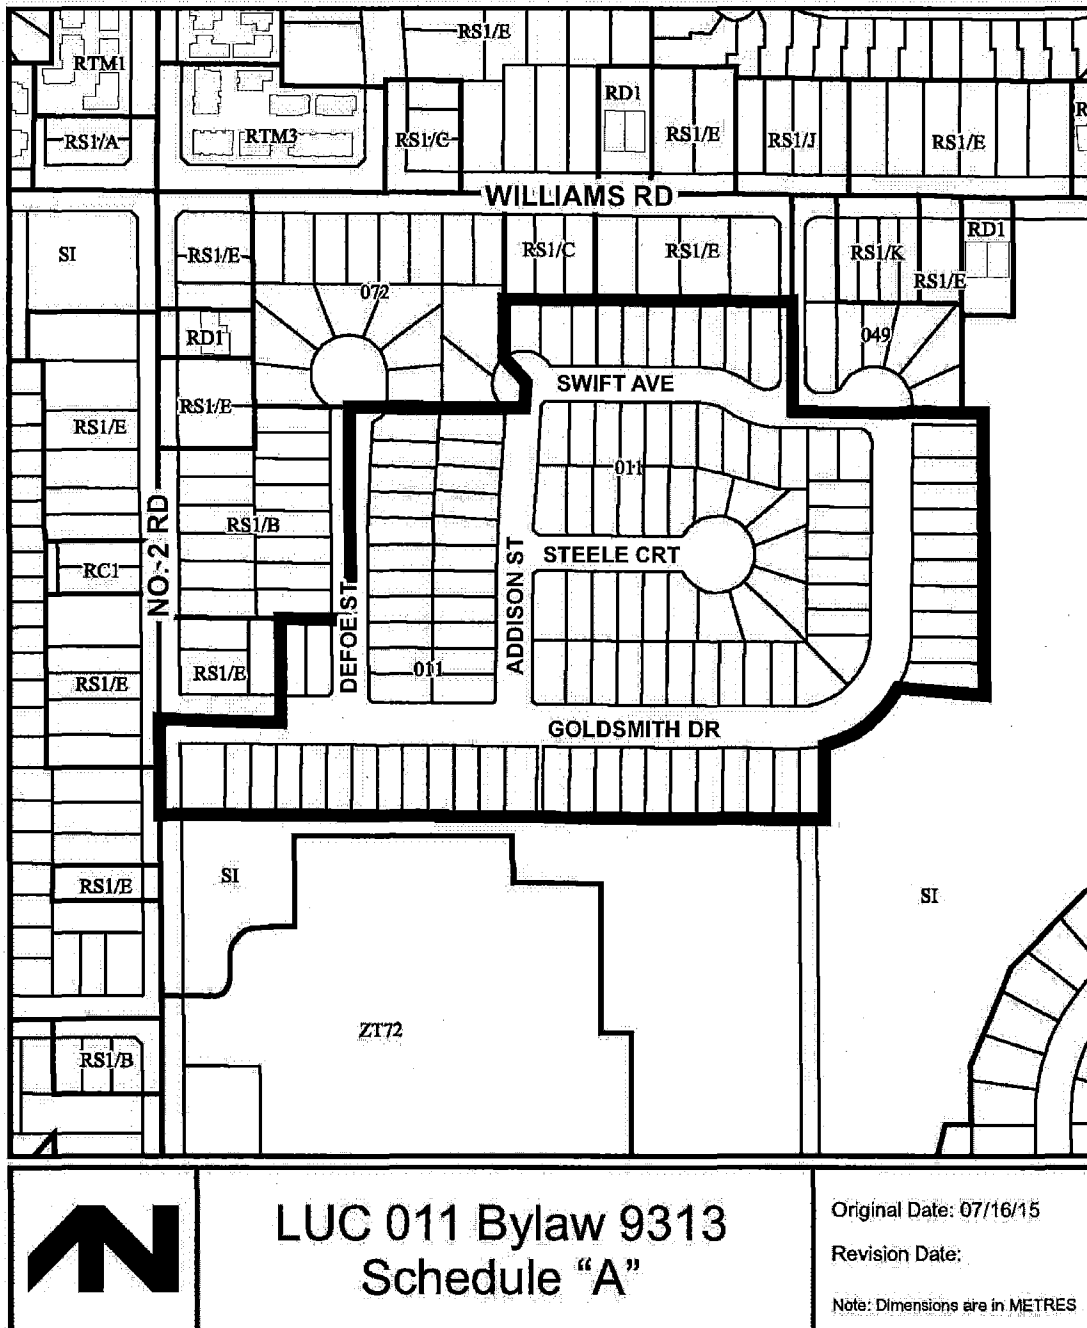 RS1/E
RTM1
RD1
R
RS1/A
RTM3
RS1/C
RS1/E
RS1/J
RS1/E
WILLIAMS RD
SI
RS1/E
RS1/C
RS1/E
RS1/K
RS1/E
RD1
072
RD1
049
SWIFT AVE
RS1/E
RS1/E
011
NO. 2 RD
RS1/B
RC1
STEELE CRT
DEFOE ST
ADDISON ST
RS1/E
011
RS1/E
GOLDSMITH DR
RS1/E
SI
SI
ZT72
RS1/B
LUC 011 Bylaw 9313
Schedule “A”
Original Date: 07/16/15
Revision Date:
Note: Dimensions are in METRES